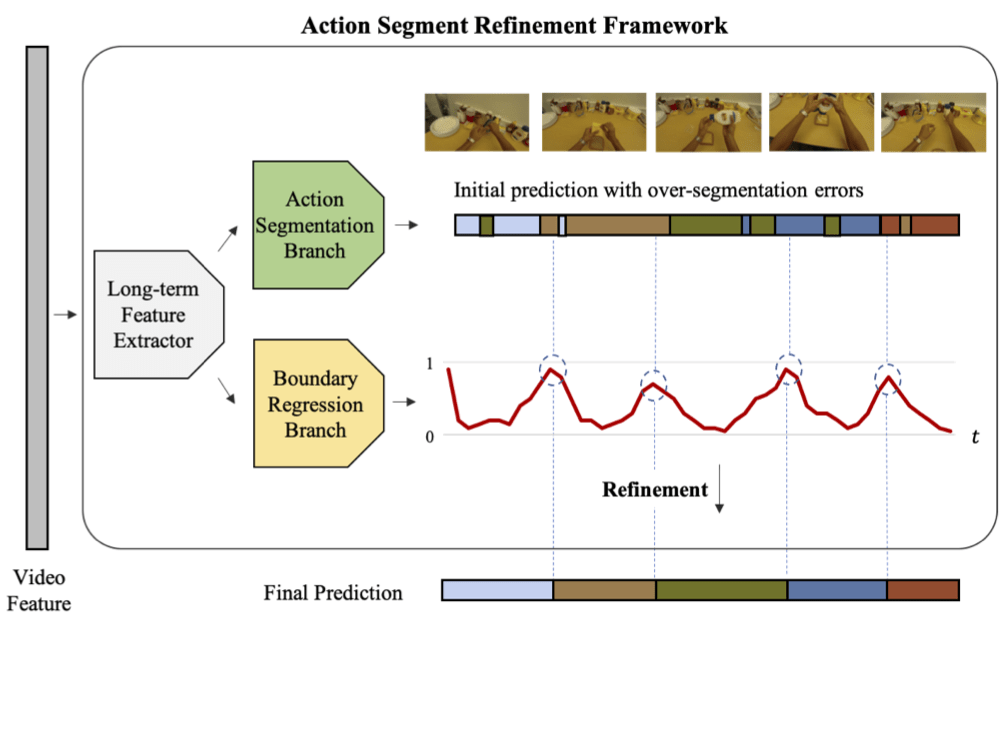 Action Segment Refinement Framework
Initial prediction with over-segmentation errors
Action
Segmentation
Branch
Long-term
Feature
Extractor
Boundary
Regression
Branch
1
0
t
Refinement
Video
Feature
Final Prediction